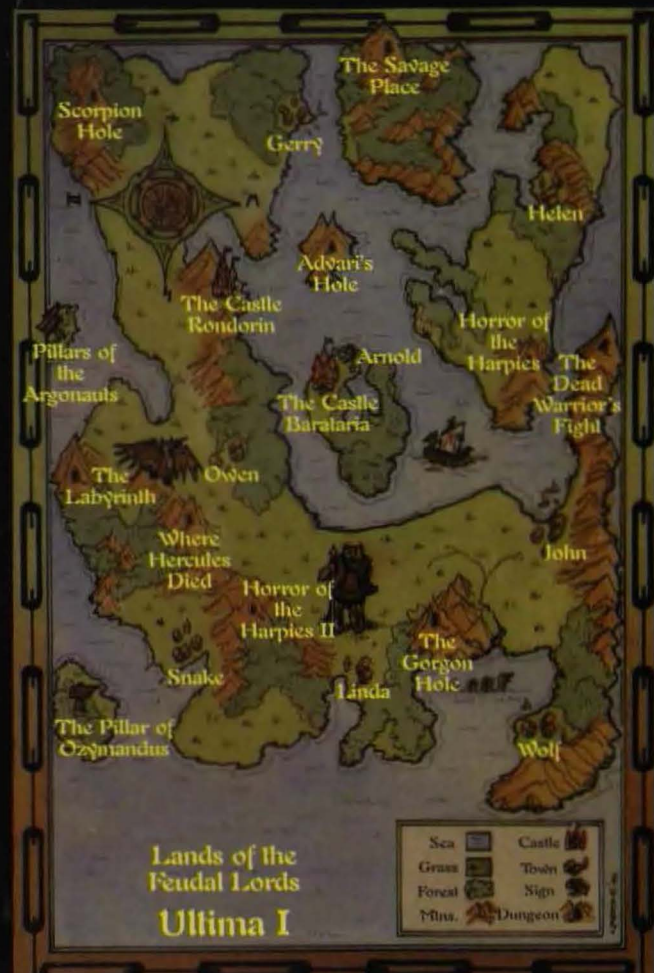 The Savage
Place
Scorpion
Hole
Gerry
Helen
Advari's
Hole
The Castle
Rondorin
Horror of
the
Harpies
The
Dead
Warrior's
Fight
Pillars of
the
Argonauts
Arnold
The Castle
Barataria
Owen
The
Labyrinth
Where
Hercules
Died
John
Horror of
the
Harpies II
The
Gorgon
Hole
Snake
Linda
The Pillar of
Ozymandus
Wolf
Lands of the
Feudal Lords
Ultima I
Sea
Castle
Grass
Town
Forest
Sign
Mtns.
Dungeon